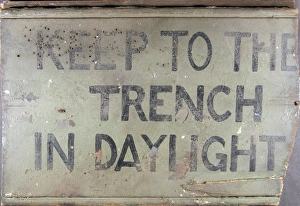 KEEP TO THE
TRENCH
IN DAYLIGHT